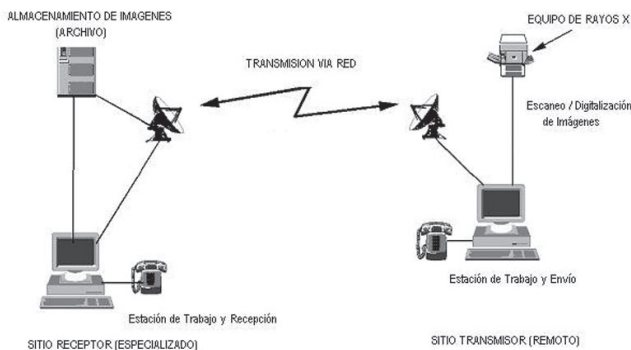 ALMACENAMIENTO DE IMAGENES
(ARCHIVO)
EQUIPO DE RAYOS X
TRANSMISION VIA RED
Escaneo / Digitalización
de Imágenes
Estación de Trabajo y Envío
Estación de Trabajo y Recepción
SITIO RECEPTOR (ESPECIALIZADO)
SITIO TRANSMISOR (REMOTO)